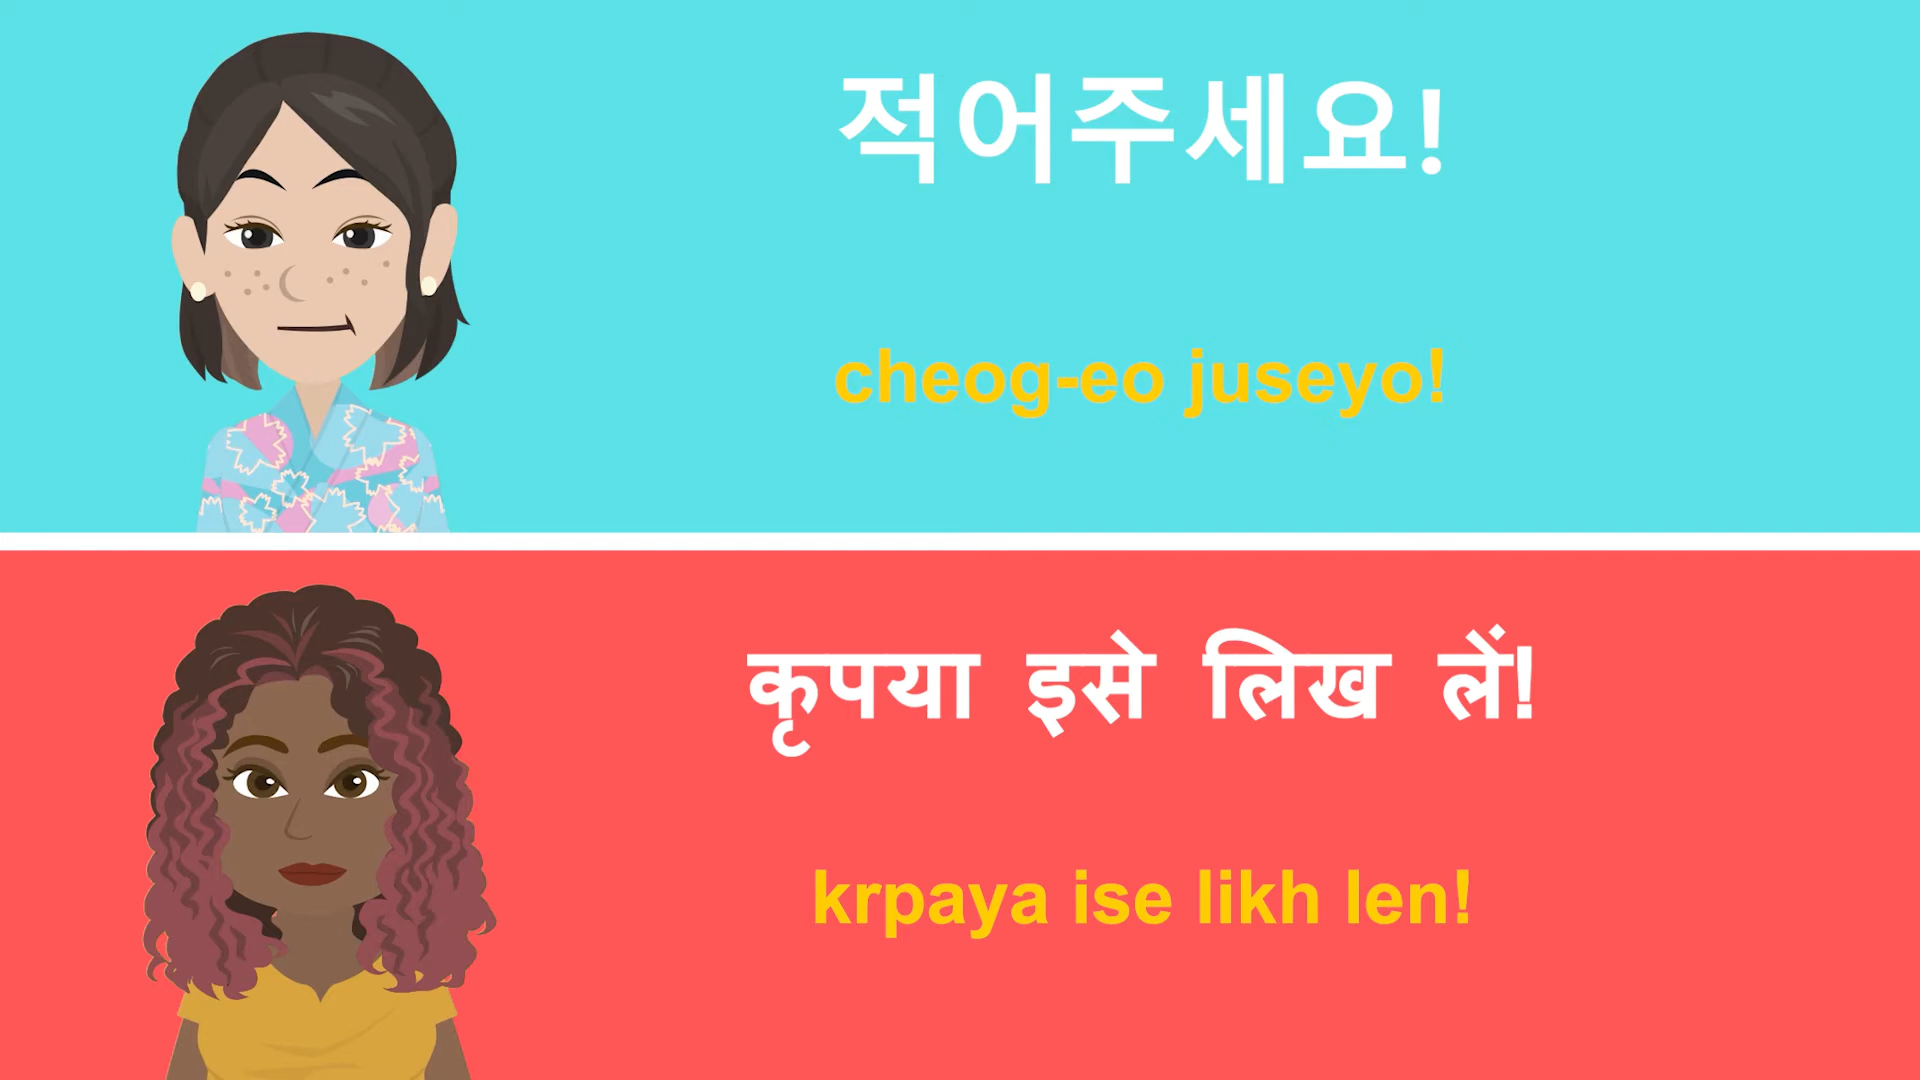 적어주세요!
cheog-eo juseyo!
कृपया इसे लिख लें!
krpaya ise likh len!